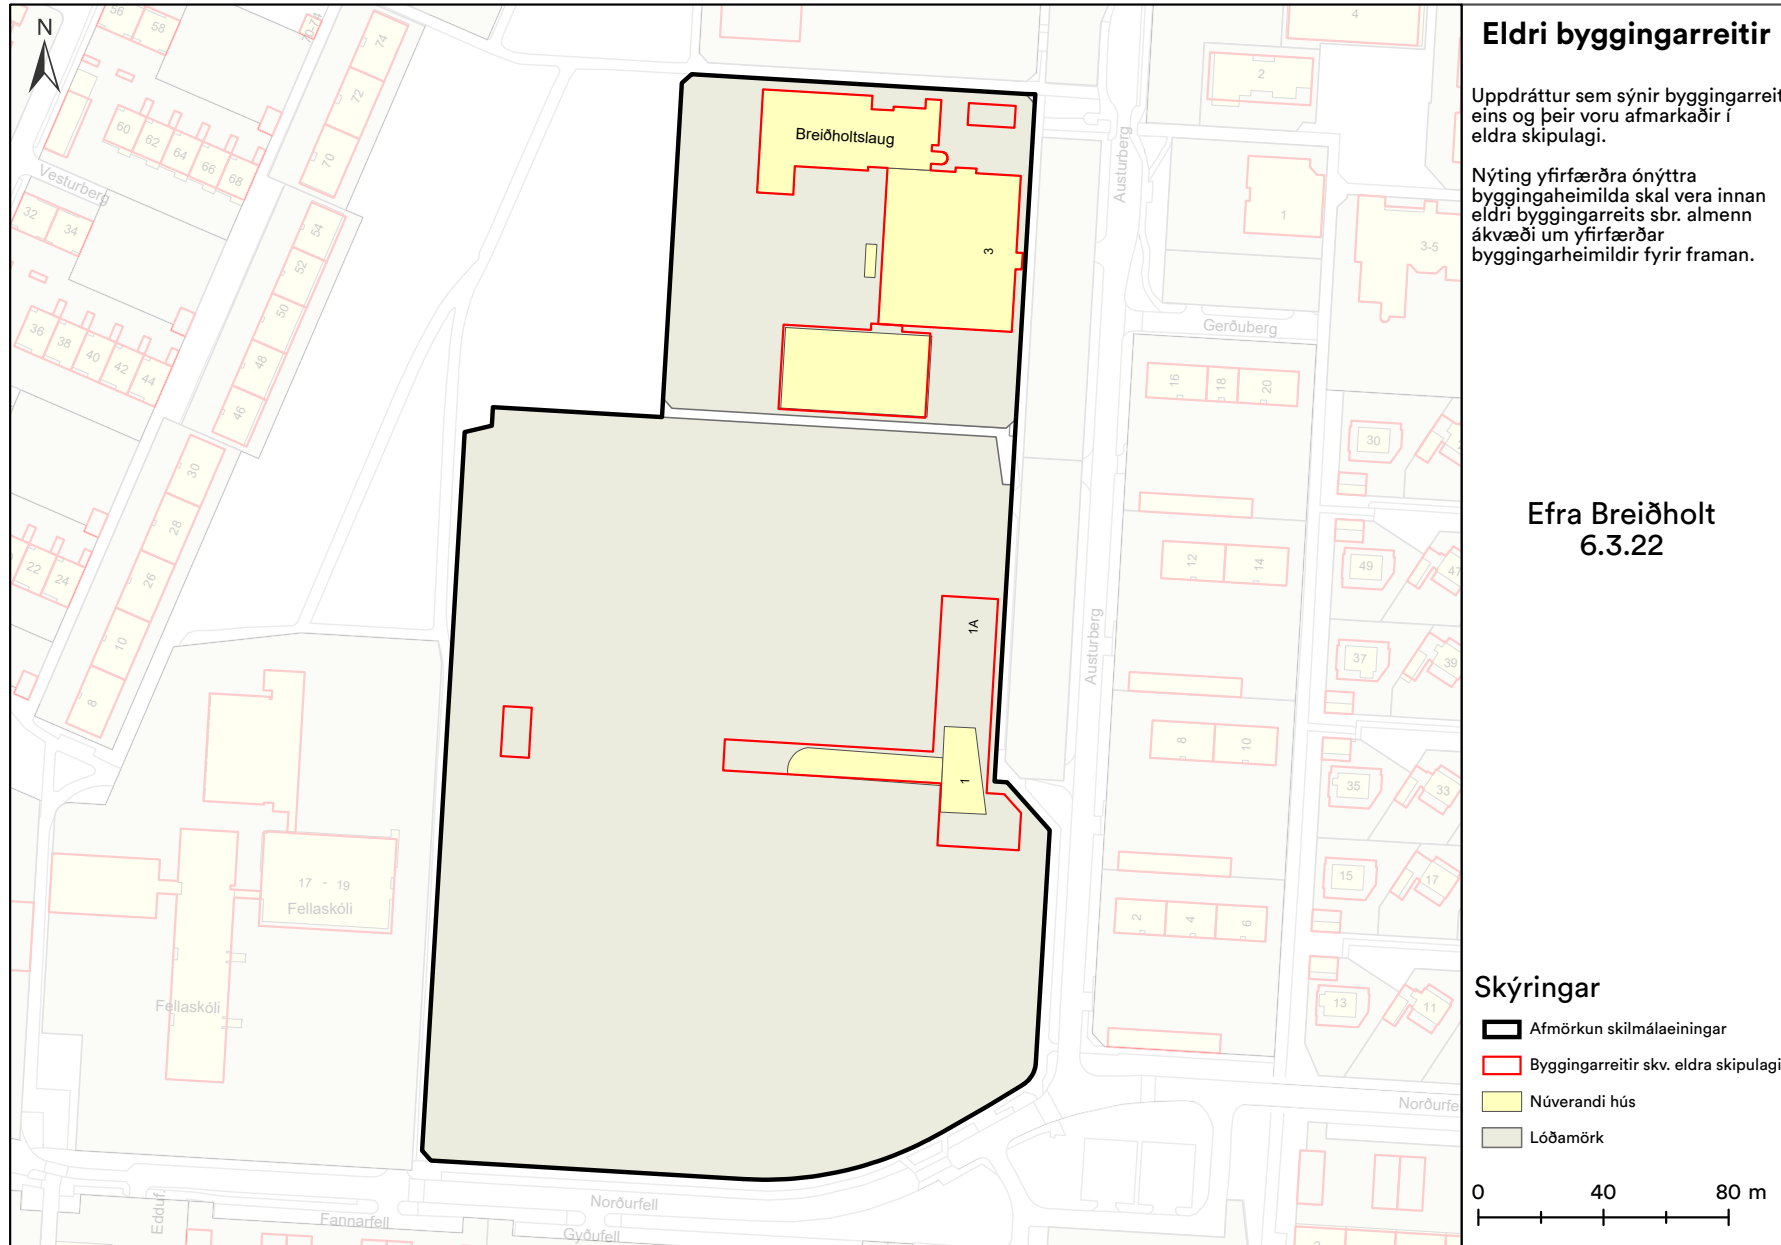 Eldri byggingarreitir
Uppdráttur sem sýnir byggingarreit
eins og þeir voru afmarkaðir í
eldra skipulagi.
Nýting yfirfærðra ónýttra
byggingaheimilda skal vera innan
eldri byggingarreits sbr. almenn
ákvæði um yfirfærðar
byggingarheimildir fyrir framan.
Efra Breiðholt
6.3.22
Skýringar
Afmörkun skilmálaeiningar
Byggingarreitir skv. eldra skipulagi
Núverandi hús
Lóðamörk
0 40 80 m
N
56
58
70-74
74
72
70
60
62
64
66
68
Vesturberg
32
34
54
52
50
48
46
36
38
40
42
44
30
28
26
10
8
22
24
Breiðholtslaug
3
1A
1
Austurberg
Austurberg
4
2
1
3-5
Gerðuberg
16
18
20
30
12
14
49
47
37
39
8
10
35
33
15
17
2
4
6
13
11
17 - 19
Fellaskóli
Fellaskóli
Norðurfe
Norðurfell
Fannarfell
Gyðufell
Edduf.